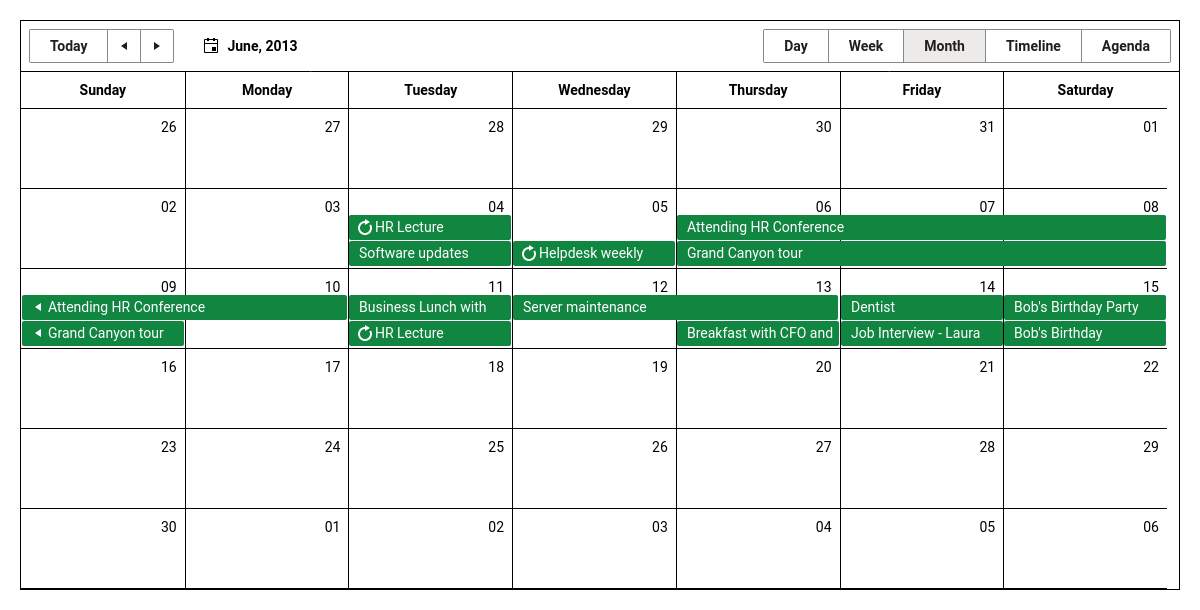 Today June, 2013 Day Week Month Timeline Agenda
Sunday Monday Tuesday Wednesday Thursday Friday Saturday
26 27 28 29 30 31 01
02 03 04 05 06 07 08
HR Lecture Attending HR Conference
Software updates Helpdesk weekly Grand Canyon tour
09 10 11 12 13 14 15
Attending HR Conference Business Lunch with Server maintenance Dentist Bob's Birthday Party
Grand Canyon tour HR Lecture Breakfast with CFO and Job Interview - Laura Bob's Birthday
16 17 18 19 20 21 22
23 24 25 26 27 28 29
30 01 02 03 04 05 06